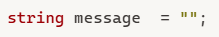 string message  = "";